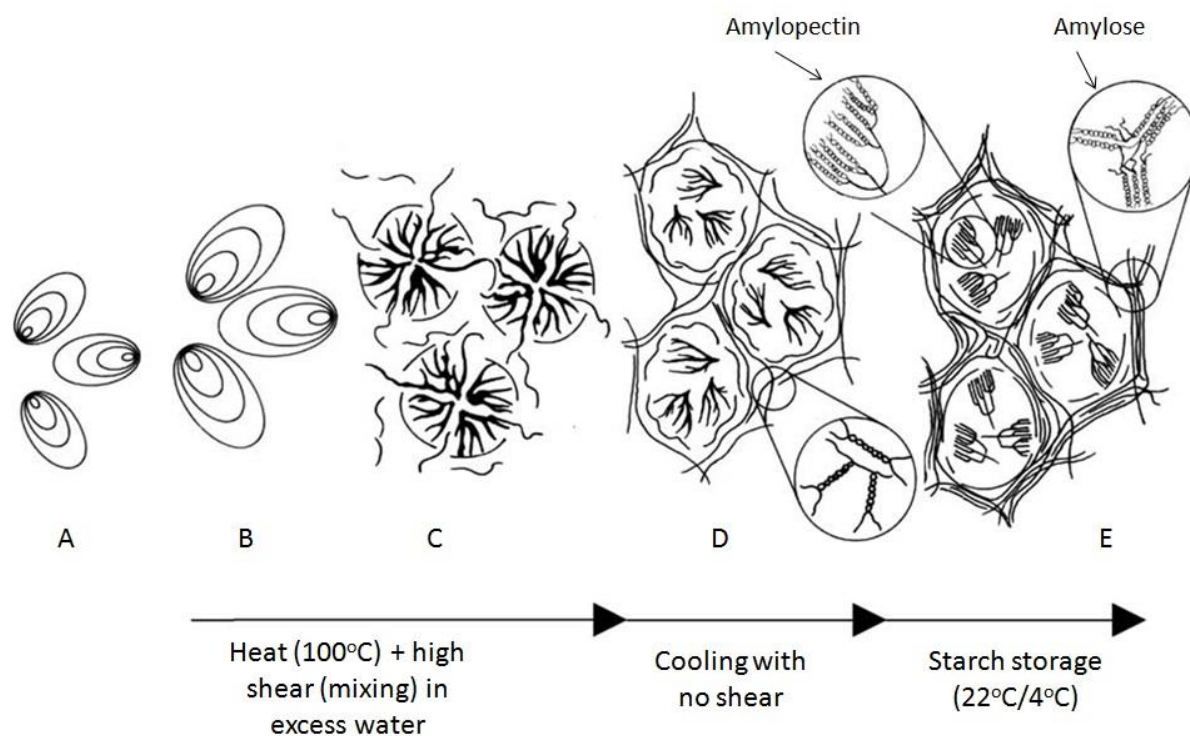 Amylopectin
Amylose
A
B
C
D
E
Heat (100°C) + high
shear (mixing) in
excess water
Cooling with
no shear
Starch storage
(22°C/4°C)